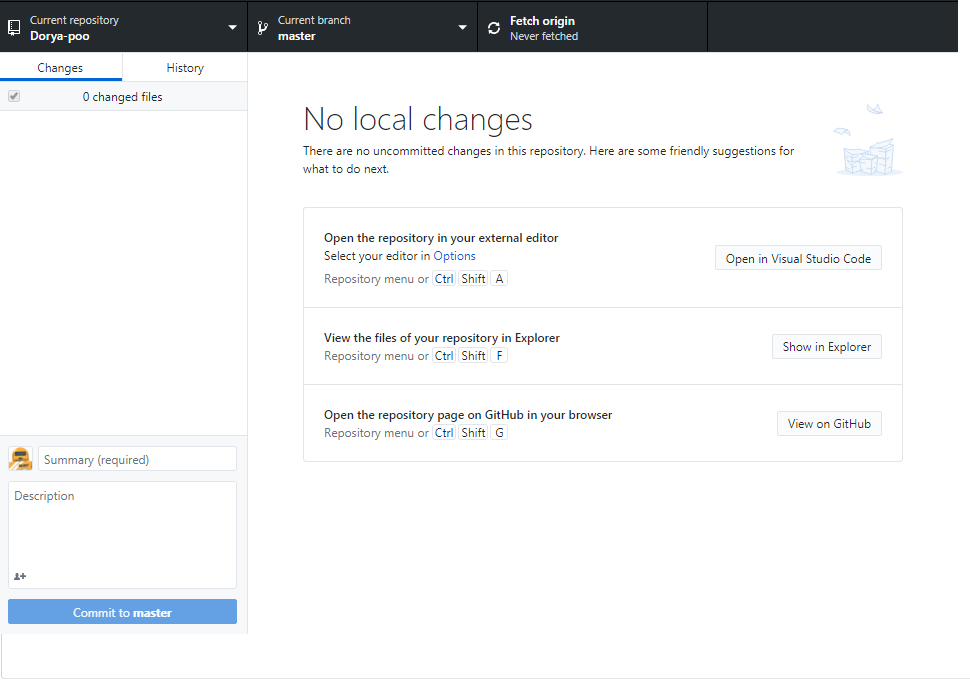 Current repository
Dorya-poo
Current branch
master
Fetch origin
Never fetched
Changes
History
0 changed files
No local changes
There are no uncommitted changes in this repository. Here are some friendly suggestions for
what to do next.
Open the repository in your external editor
Select your editor in Options
Repository menu or Ctrl Shift A
Open in Visual Studio Code
View the files of your repository in Explorer
Repository menu or Ctrl Shift F
Show in Explorer
Open the repository page on GitHub in your browser
Repository menu or Ctrl Shift G
View on GitHub
Summary (required)
Description
Commit to master